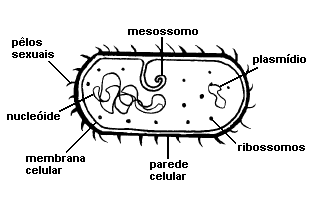 mesossomo
pêlos
sexuais
plasmídio
nucleóide
ribossomos
membrana
celular
parede
celular